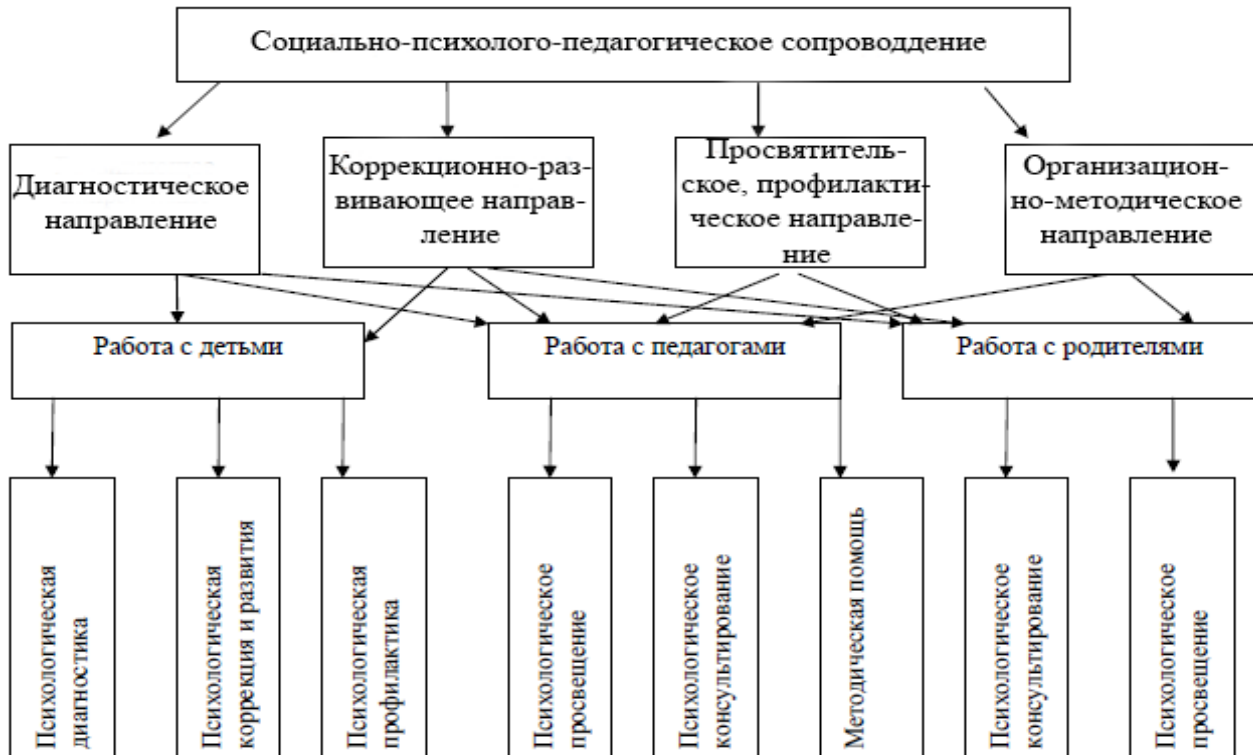 Социально-психолого-педагогическое сопроводдение
Диагностическое
направление
Коррекционно-раз-
вивающее направ-
ление
Просвятитель-
ское, профилакти-
ческое направле-
ние
Организацион-
но-методическое
направление
Работа с детьми
Работа с педагогами
Работа с родителями
Психологическая
диагностика
Психологическая
коррекция и развития
Психологическая
профилактика
Психологическое
просвещение
Психологическое
консультирование
Методическая помощь
Психологическое
консультирование
Психологическое
просвещение